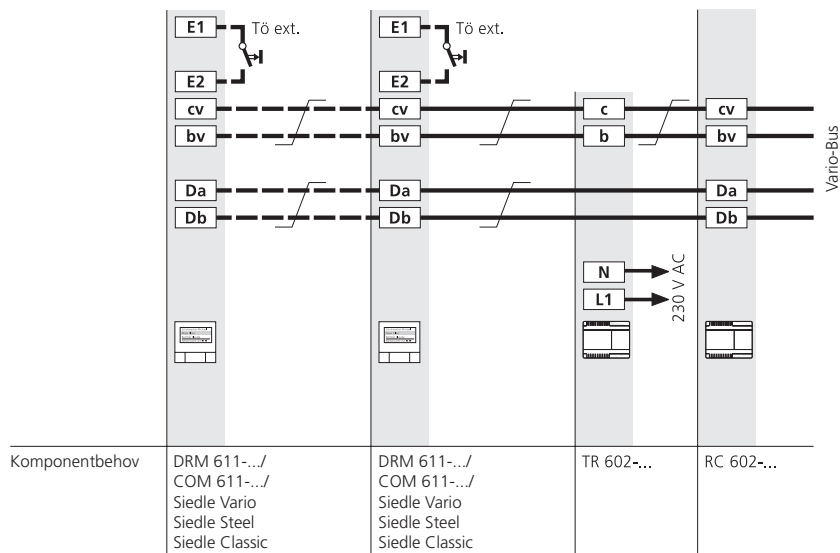 E1 Tö ext. E1 Tö ext.
E2 E2
cv cv c cv
bv bv b bv
Vario-Bus
Da Da Da
Db Db Db
N
L1
230 V AC
Komponentbehov DRM 611-.../ DRM 611-.../ TR 602-... RC 602-...
COM 611-.../ COM 611-.../
Siedle Vario Siedle Vario
Siedle Steel Siedle Steel
Siedle Classic Siedle Classic